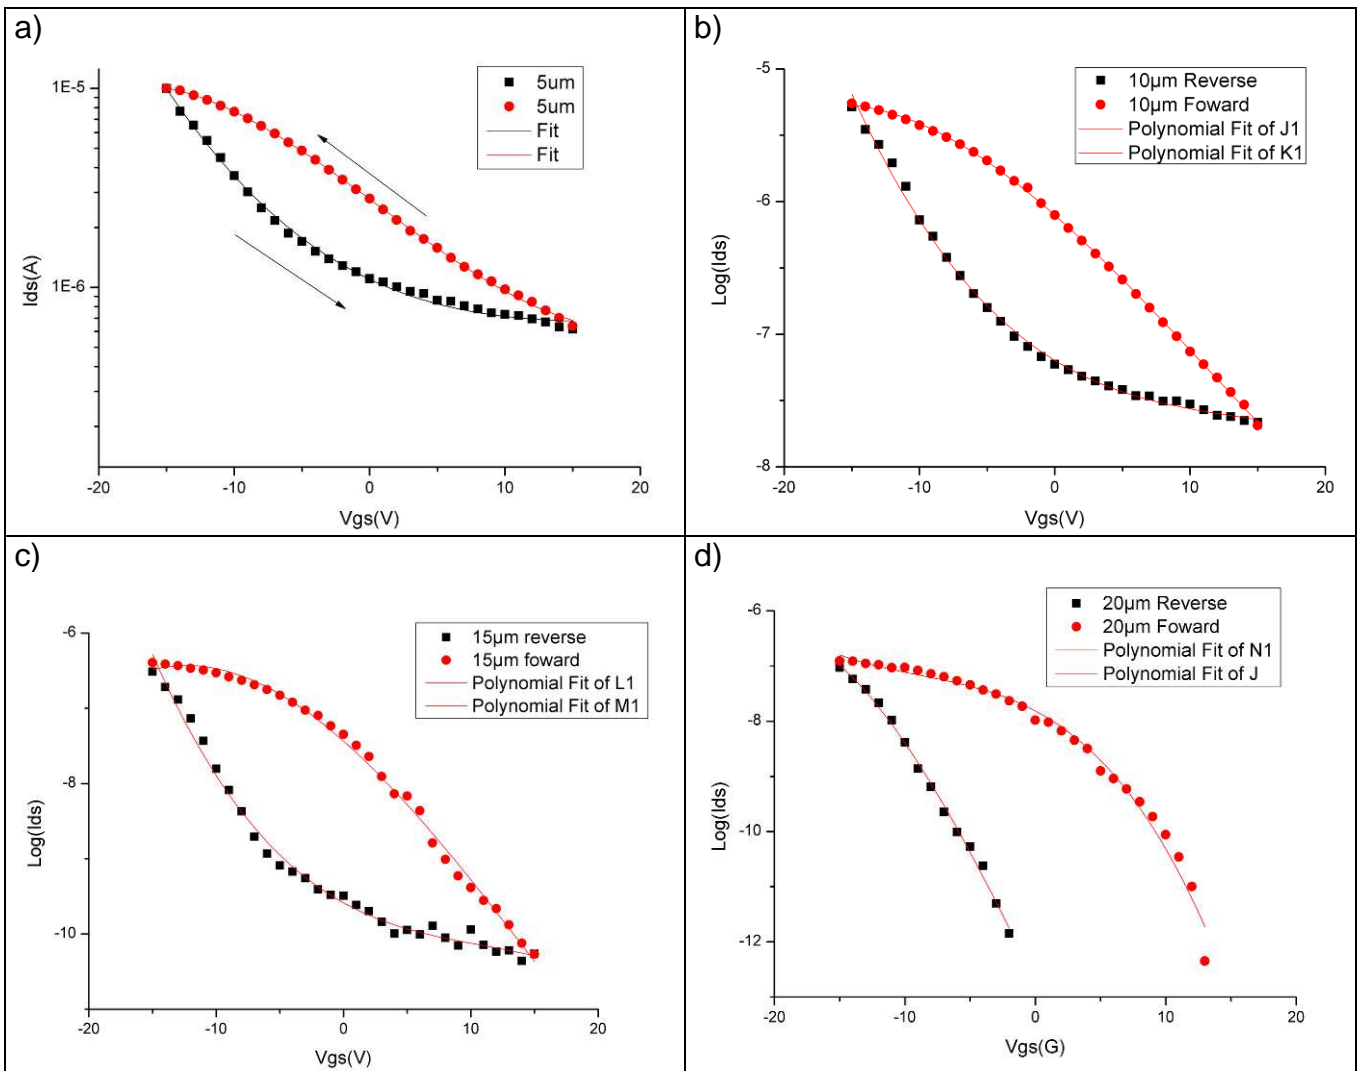 a)
1E-5
1E-6
Ids(A)
-20
-10
0
10
20
Vgs(V)
5um
5um
Fit
Fit
b)
-5
-6
-7
-8
Log(Ids)
-20
-10
0
10
20
Vgs(V)
10µm Reverse
10µm Foward
Polynomial Fit of J1
Polynomial Fit of K1
c)
-6
-8
-10
Log(Ids)
-20
-10
0
10
20
Vgs(V)
15µm reverse
15µm foward
Polynomial Fit of L1
Polynomial Fit of M1
d)
-6
-8
-10
-12
Log(Ids)
-20
-10
0
10
20
Vgs(G)
20µm Reverse
20µm Foward
Polynomial Fit of N1
Polynomial Fit of J